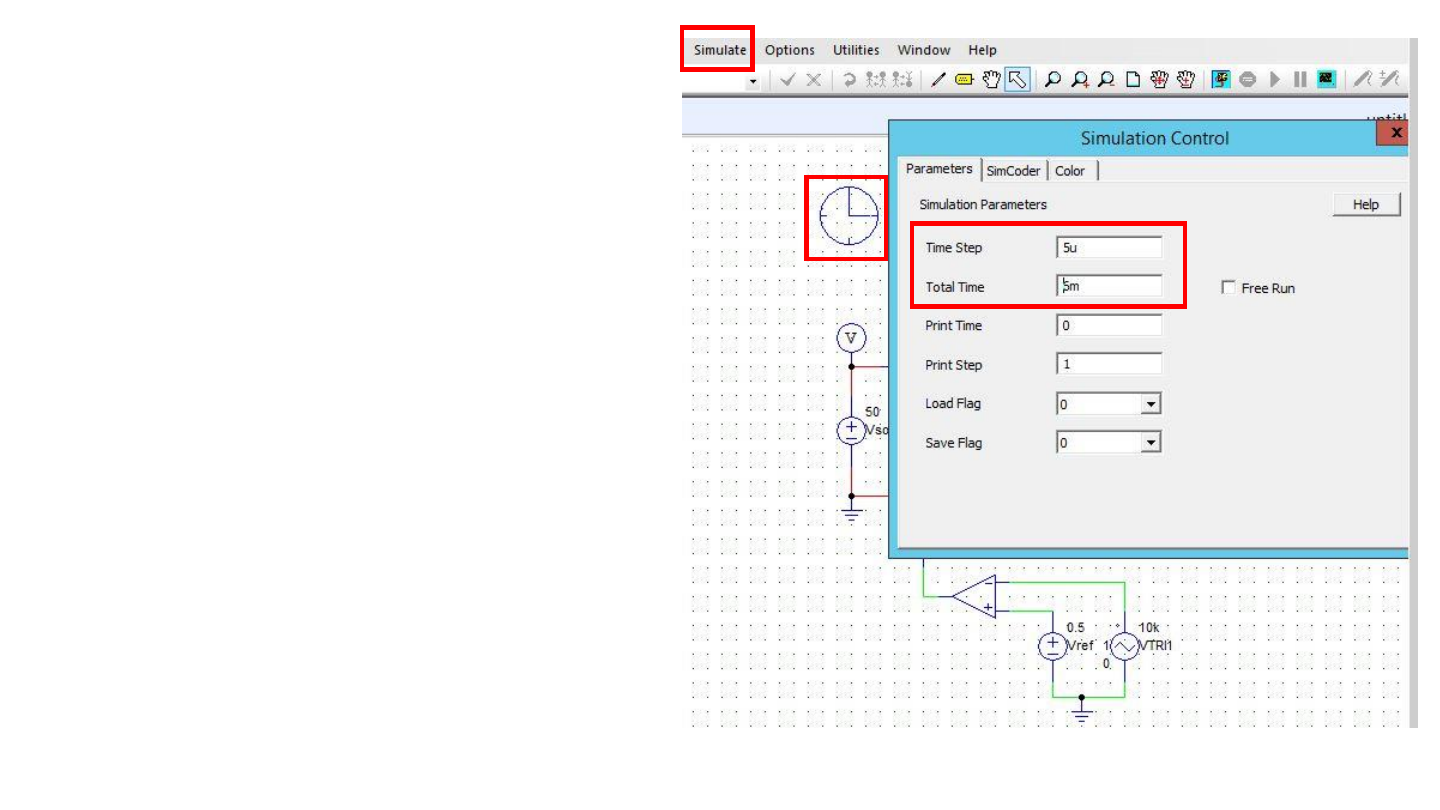 Simulate Options Utilities Window Help
Simulation Control
X
Parameters SimCoder Color
Simulation Parameters
Help
Time Step 5u
Total Time 5m
Free Run
Print Time 0
Print Step 1
Load Flag 0
Save Flag 0
V
50
+
+
0.5
Vref
10k
1
VTRI1
0